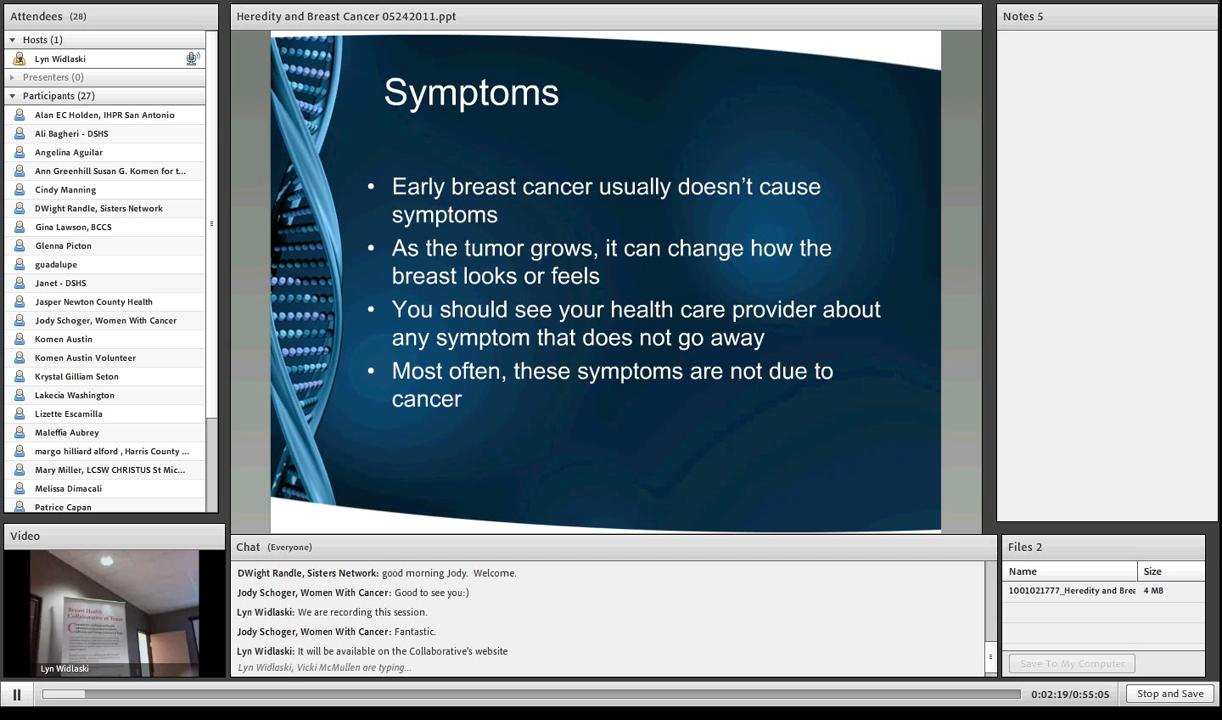 Attendees (28)
Hosts (1)
Lyn Widlaski
Presenters (0)
Participants (27)
Alan EC Holden, IHPR San Antonio
Ali Bagheri - DSHS
Angelina Aguilar
Ann Greenhill Susan G. Komen for t...
Cindy Manning
DWight Randle, Sisters Network
Gina Lawson, BCCS
Glenna Picton
guadalupe
Janet - DSHS
Jasper Newton County Health
Jody Schoger, Women With Cancer
Komen Austin
Komen Austin Volunteer
Krystal Gilliam Seton
Lakecia Washington
Lizette Escamilla
Maleffia Aubrey
margo hilliard alford , Harris County ...
Mary Miller, LCSW CHRISTUS St Mic...
Melissa Dimacali
Patrice Capan
Video
Breast Health
Collaborative of Texas
Lyn Widlaski
Heredity and Breast Cancer 05242011.ppt
Symptoms
• Early breast cancer usually doesn't cause
symptoms
• As the tumor grows, it can change how the
breast looks or feels
• You should see your health care provider about
any symptom that does not go away
• Most often, these symptoms are not due to
cancer
Chat (Everyone)
DWight Randle, Sisters Network: good morning Jody. Welcome.
Jody Schoger, Women With Cancer: Good to see you:)
Lyn Widlaski: We are recording this session.
Jody Schoger, Women With Cancer: Fantastic.
Lyn Widlaski: It will be available on the Collaborative's website
Lyn Widlaski, Vicki McMullen are typing...
Notes 5
Files 2
Name Size
1001021777_Heredity and Brea 4 MB
Save To My Computer
0:02:19/0:55:05
Stop and Save